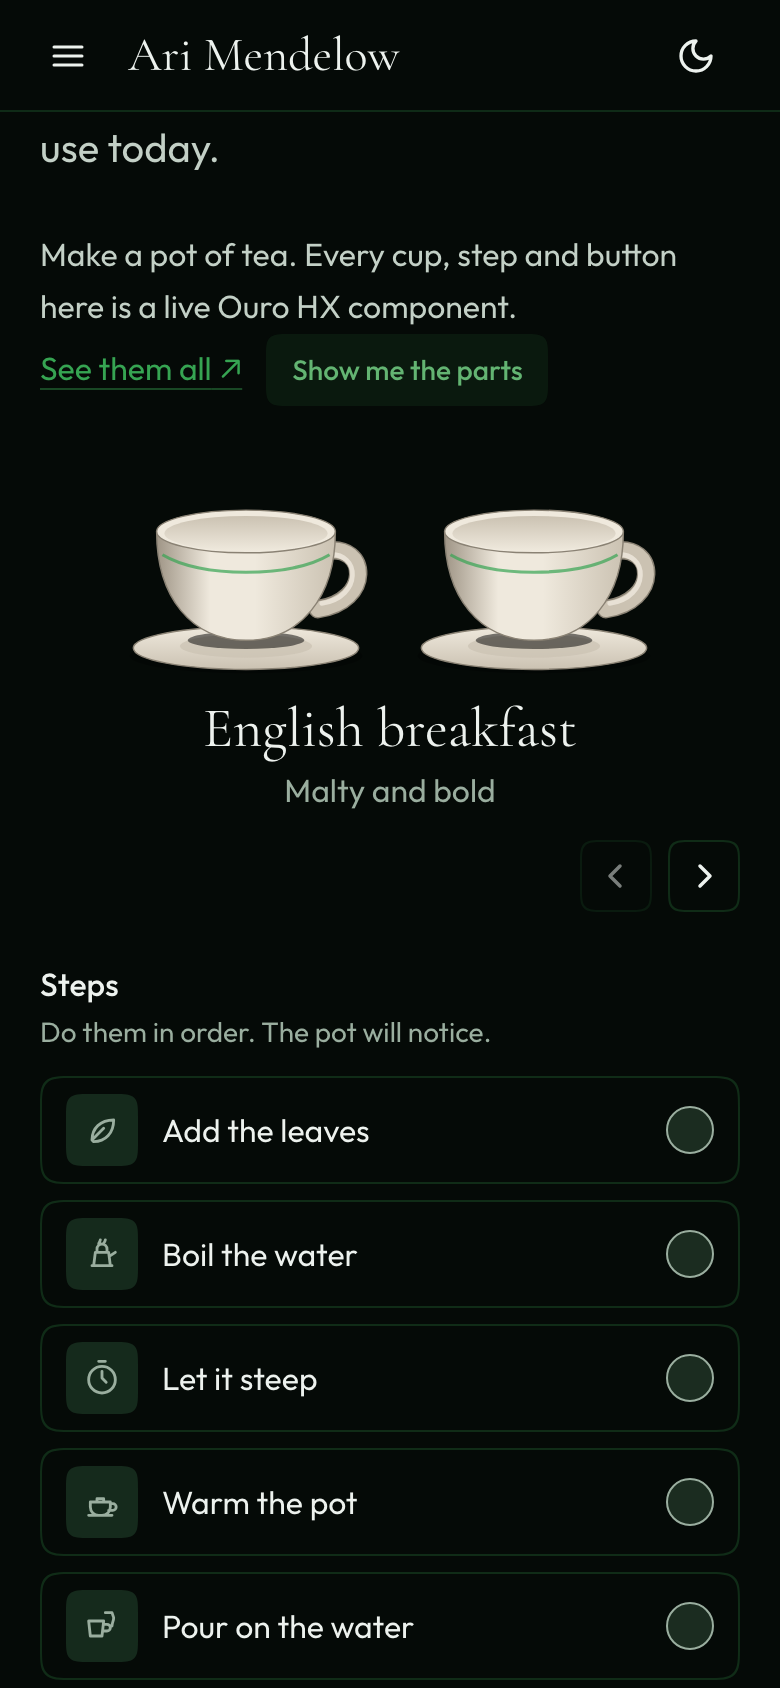 Ari Mendelow
use today.
Make a pot of tea. Every cup, step and button
here is a live Ouro HX component.
See them all ↗ Show me the parts
English breakfast
Malty and bold
Steps
Do them in order. The pot will notice.
Add the leaves
Boil the water
Let it steep
Warm the pot
Pour on the water